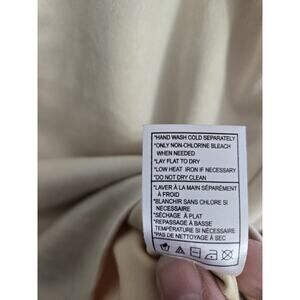 *HAND WASH COLD SEPARATELY
*ONLY NON-CHLORINE BLEACH
WHEN NEEDED
*LAY FLAT TO DRY
*LOW HEAT IRON IF NECESSARY
*DO NOT DRY CLEAN
*LAVER À LA MAIN SÉPARÉMENT
À FROID
*BLANCHIR SANS CHLORE SI
NÉCESSAIRE
*SÉCHAGE À PLAT
*REPASSAGE À BASSE
TEMPÉRATURE SI NÉCESSAIRE
*PAS DE NETTOYAGE À SEC